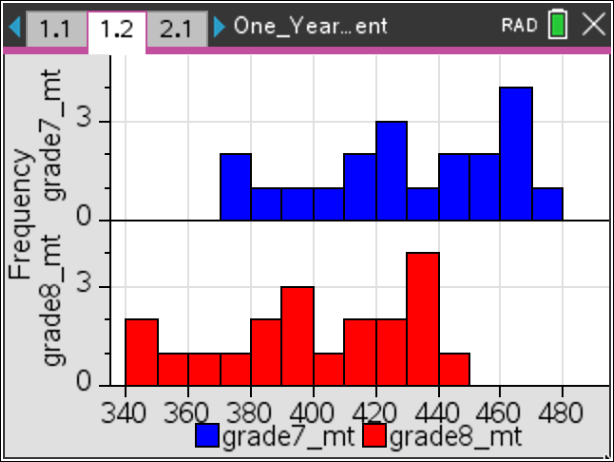 1.1 1.2 2.1 One_Year…ent RAD
Frequency
grade7_mt
3
0
grade8_mt
3
0
340 360 380 400 420 440 460 480
grade7_mt grade8_mt